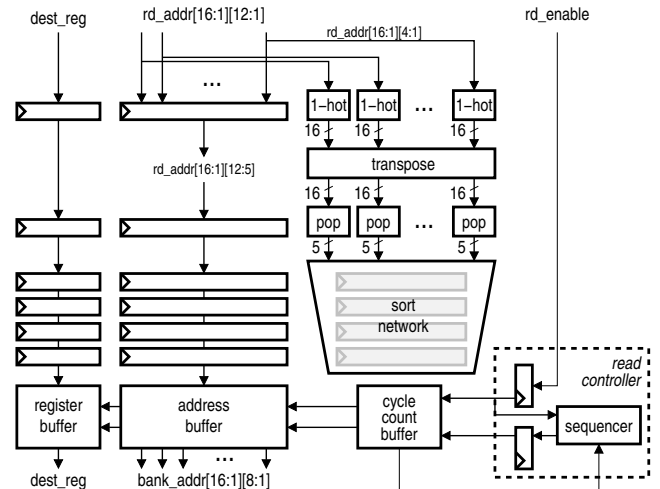 dest_reg
rd_addr[16:1][12:1]
rd_addr[16:1][4:1]
rd_enable
...
1-hot 1-hot ... 1-hot
16 16 16
transpose
rd_addr[16:1][12:5]
16 16 16
pop pop ... pop
5 5 5
sort
network
read
controller
register
buffer
address
buffer
cycle
count
buffer
sequencer
...
dest_reg
bank_addr[16:1][8:1]